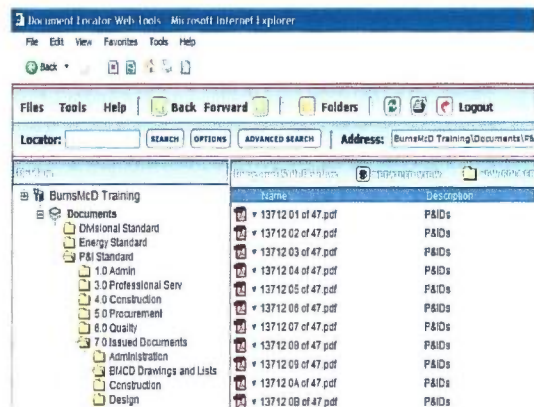 Document Locator Web Tools - Microsoft Internet Explorer
File Edit View Favorites Tools Help
Back
Files Tools Help Back Forward Folders Logout
Locator: SEARCH OPTIONS ADVANCED SEARCH Address: BurnsMcD Training\Documents\P&
BurnsMcD Training
Documents
Divisional Standard
Energy Standard
P&I Standard
1.0 Admin
3.0 Professional Serv
4.0 Construction
5.0 Procurement
6.0 Quality
7.0 Issued Documents
Administration
BMCD Drawings and Lists
Construction
Design
Name Description
13712 01 of 47.pdf P&IDs
13712 02 of 47.pdf P&IDs
13712 03 of 47.pdf P&IDs
13712 04 of 47.pdf P&IDs
13712 05 of 47.pdf P&IDs
13712 06 of 47.pdf P&IDs
13712 07 of 47.pdf P&IDs
13712 08 of 47.pdf P&IDs
13712 09 of 47.pdf P&IDs
13712 0A of 47.pdf P&IDs
13712 0B of 47.pdf P&IDs